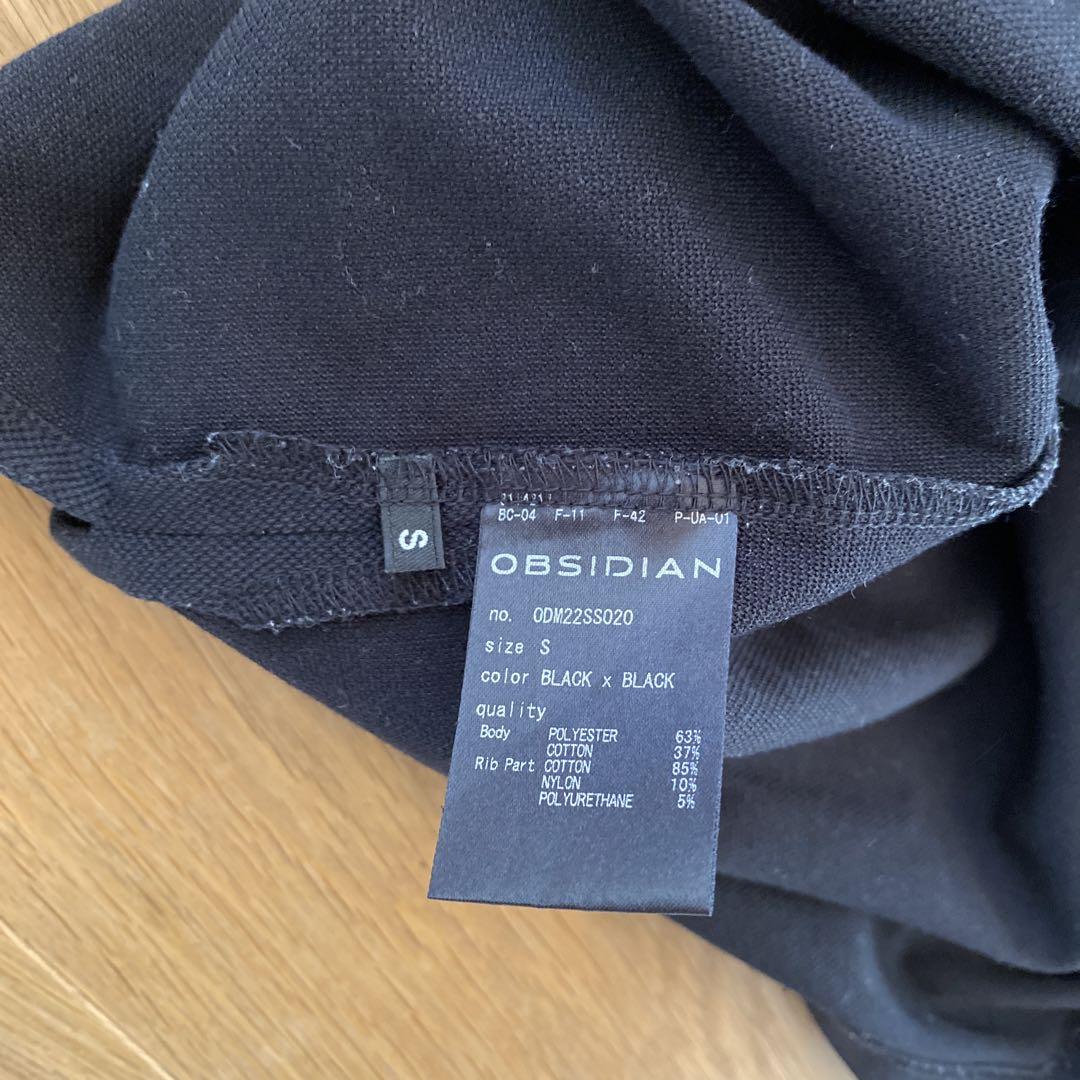 BC-04 F-11 F-42 P-UA-01
S
OBSIDIAN
no. ODM22SS020
size S
color BLACK x BLACK
quality
Body POLYESTER 63%
COTTON 37%
Rib Part COTTON 85%
NYLON 10%
POLYURETHANE 5%